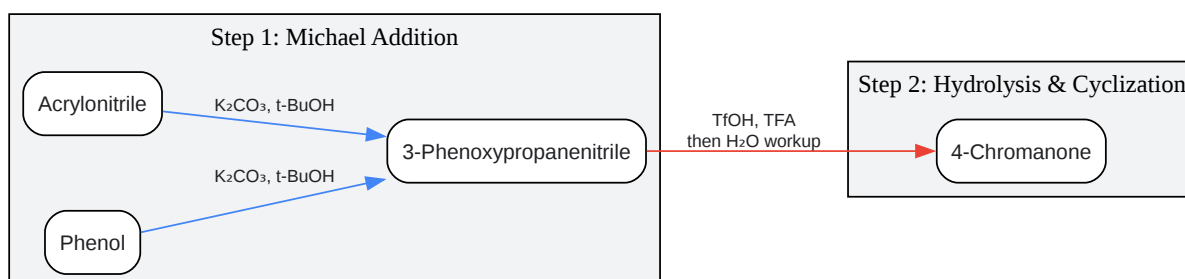 Step 1: Michael Addition
Acrylonitrile
K₂CO₃, t-BuOH
3-Phenoxypropanenitrile
K₂CO₃, t-BuOH
Phenol
TfOH, TFA
then H₂O workup
Step 2: Hydrolysis & Cyclization
4-Chromanone